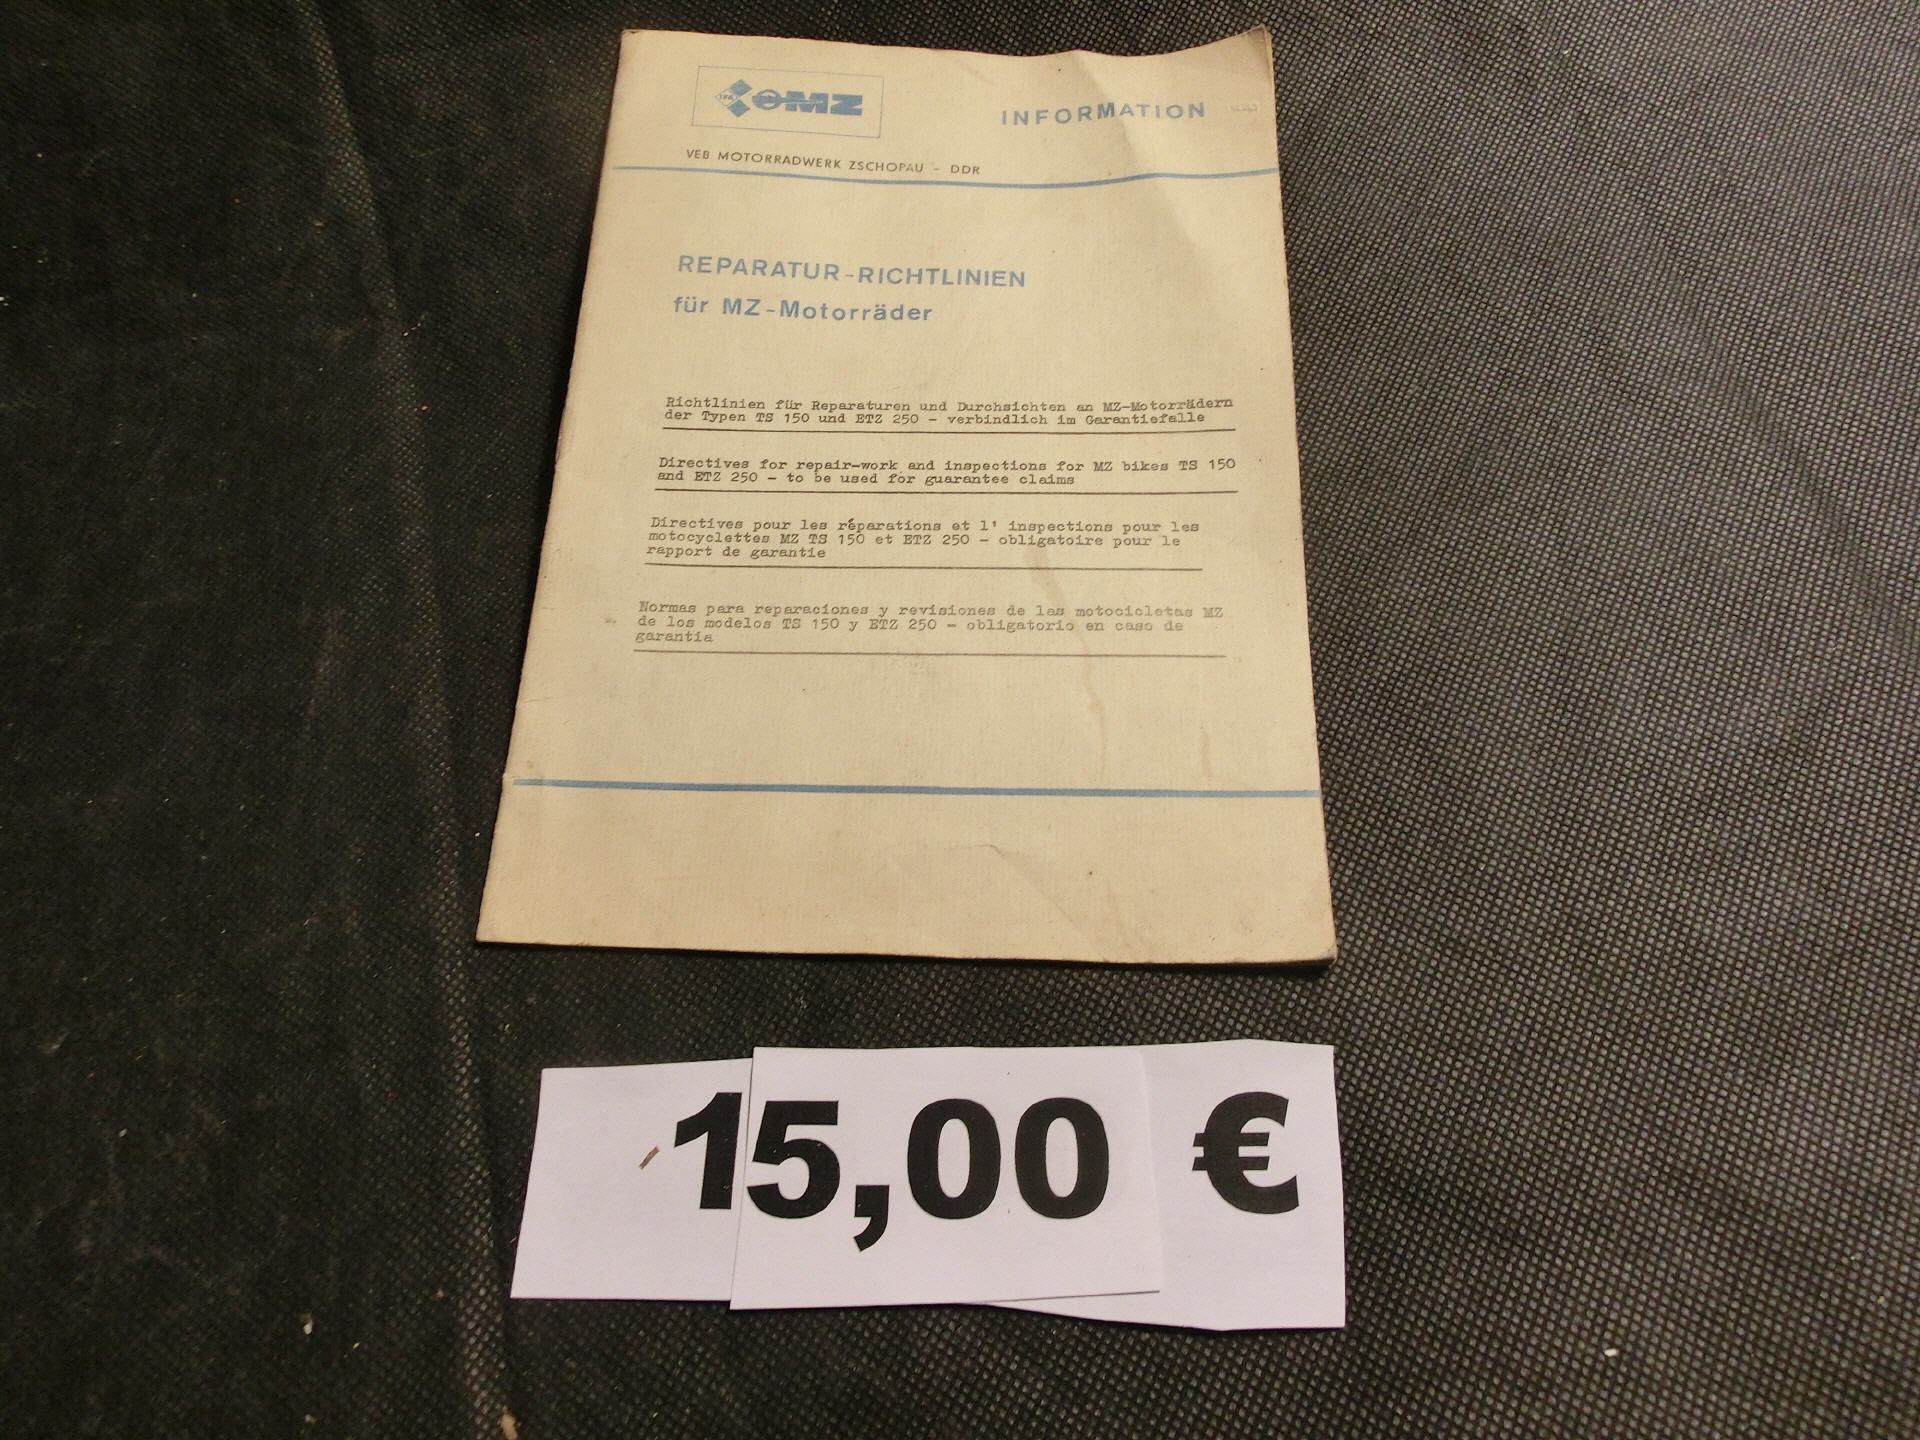 IFA MZ
INFORMATION
VEB MOTORRADWERK ZSCHOPAU - DDR
REPARATUR-RICHTLINIEN
für MZ-Motorräder
Richtlinien für Reparaturen und Durchsichten an MZ-Motorrädern
der Typen TS 150 und ETZ 250 - verbindlich im Garantiefalle
Directives for repair-work and inspections for MZ bikes TS 150
and ETZ 250 - to be used for guarantee claims
Directives pour les réparations et l' inspections pour les
motocyclettes MZ TS 150 et ETZ 250 - obligatoire pour le
rapport de garantie
Normas para reparaciones y revisiones de las motocicletas MZ
de los modelos TS 150 y ETZ 250 - obligatorio en caso de
garantia
15,00 €